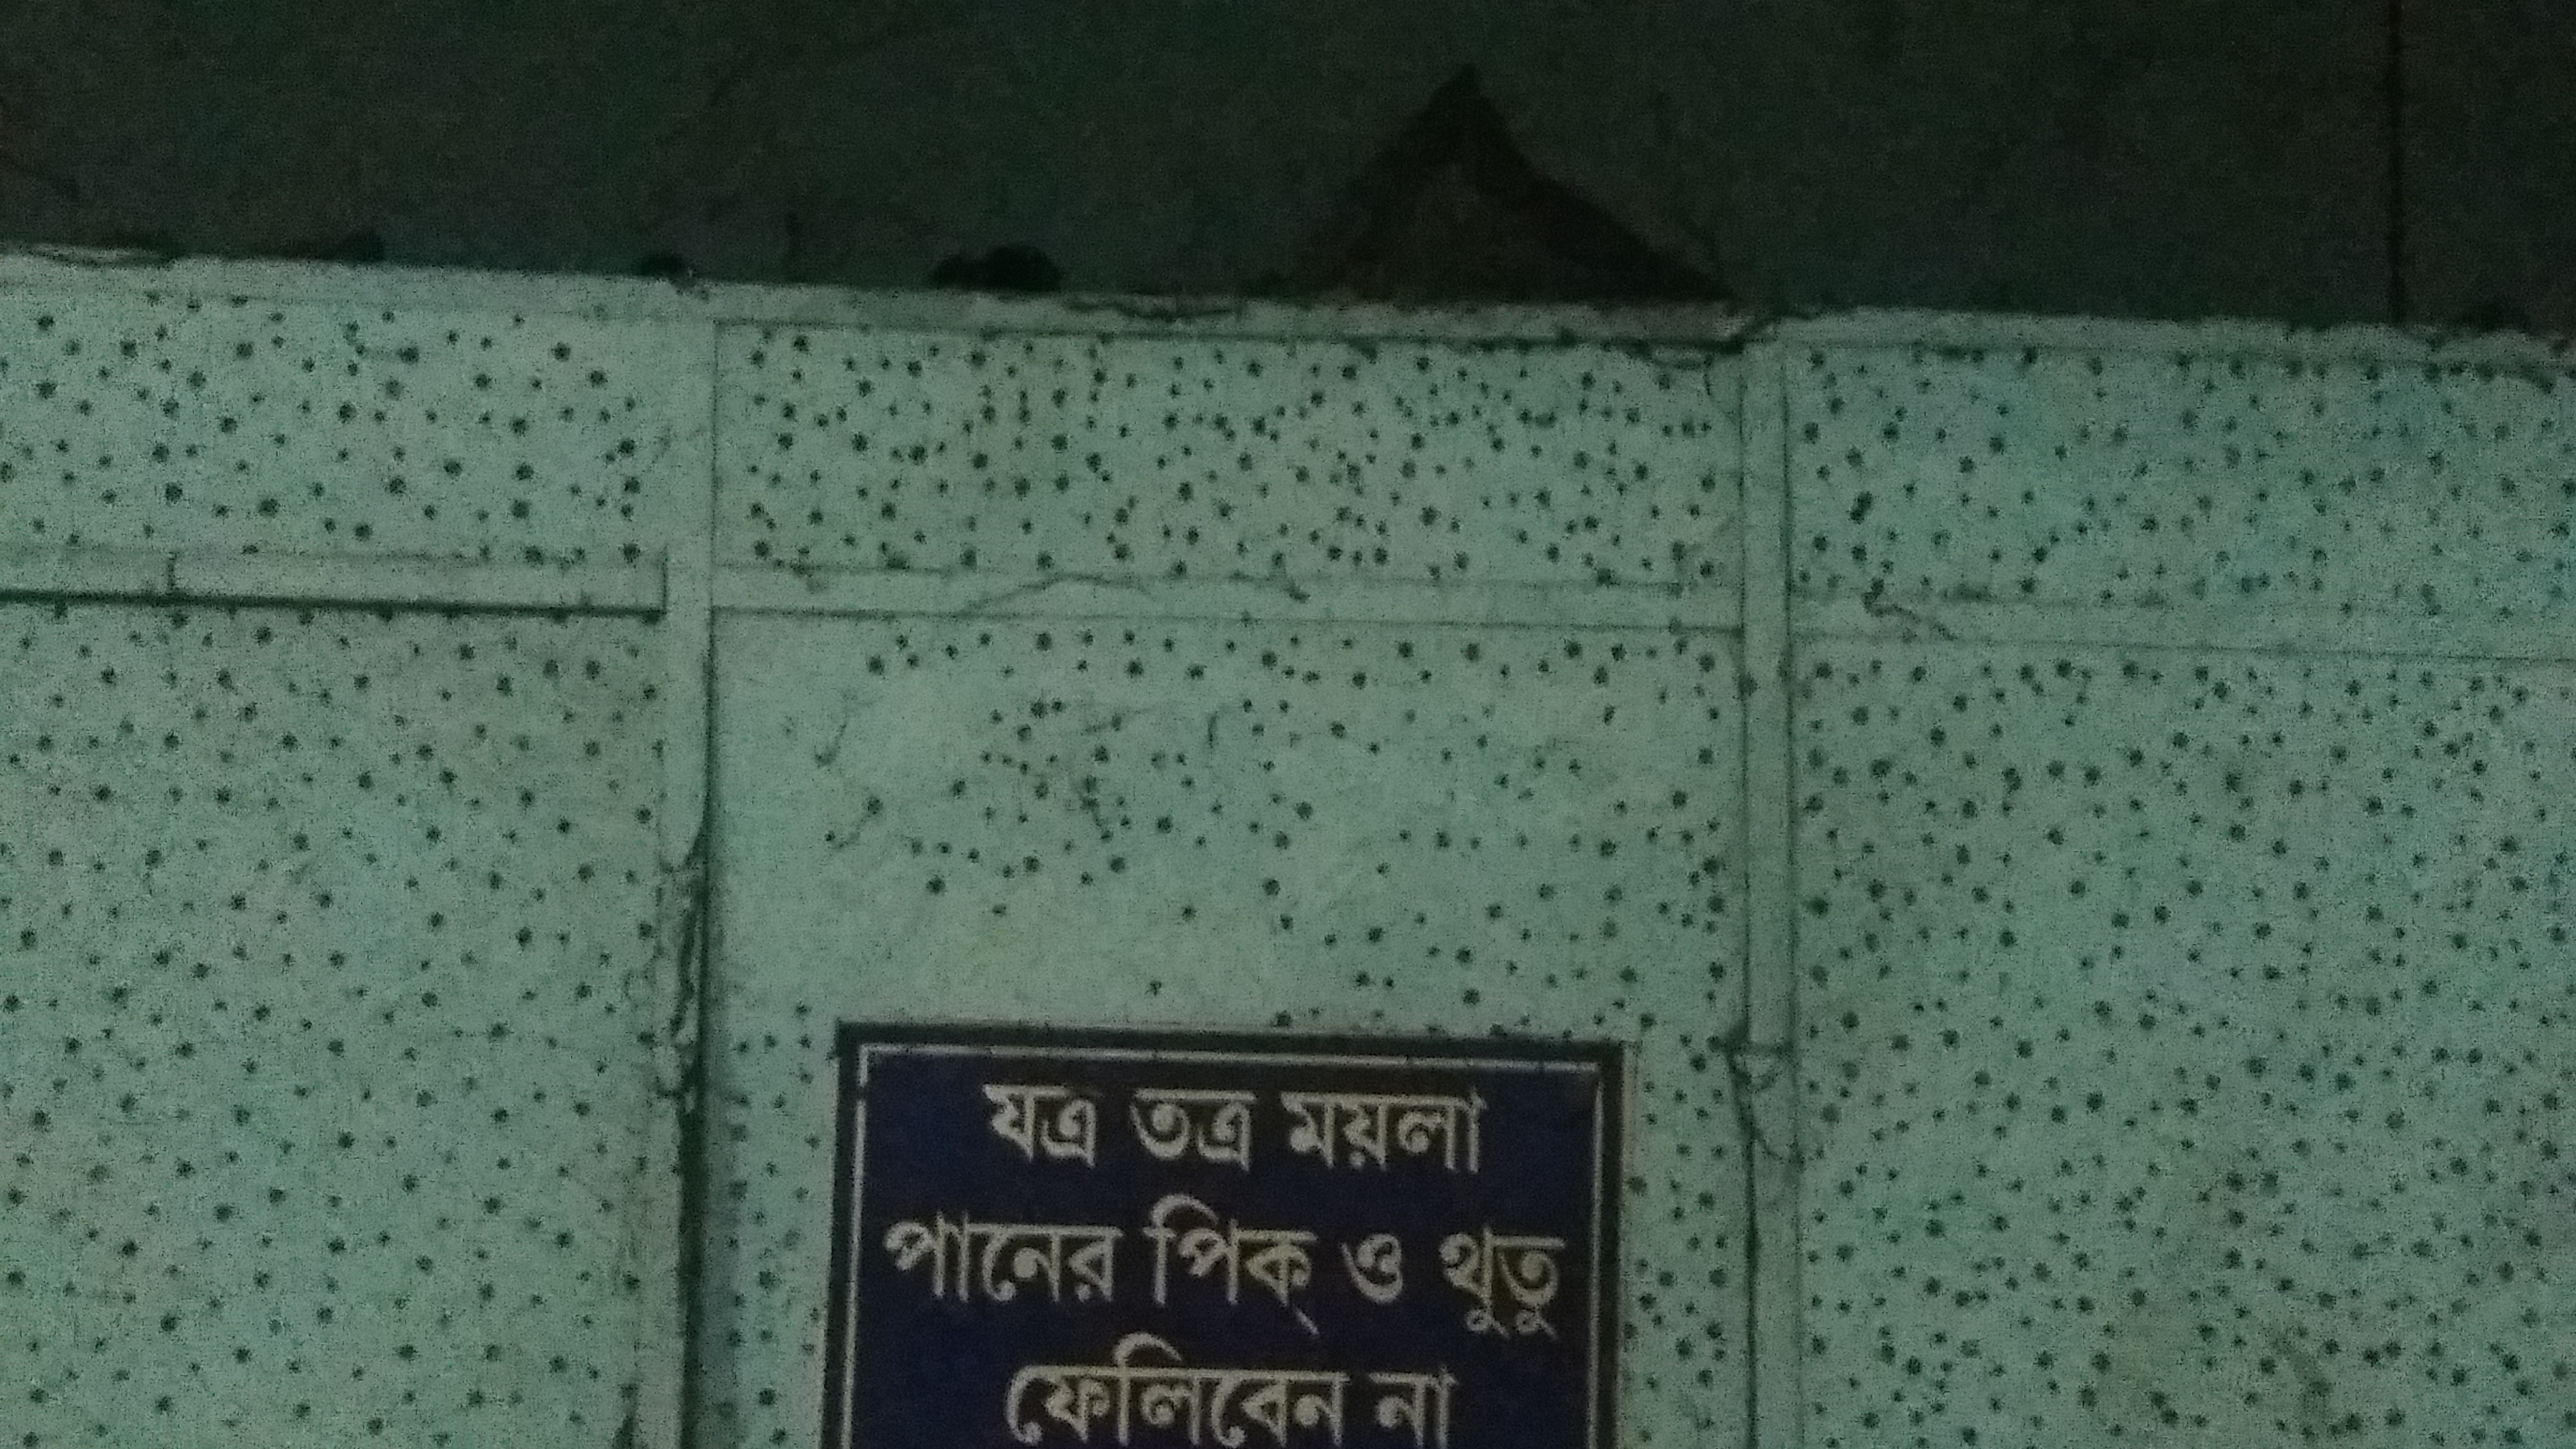 যত্র তত্র ময়লা
পানের পিক্ ও থুতু
ফেলিবেন না